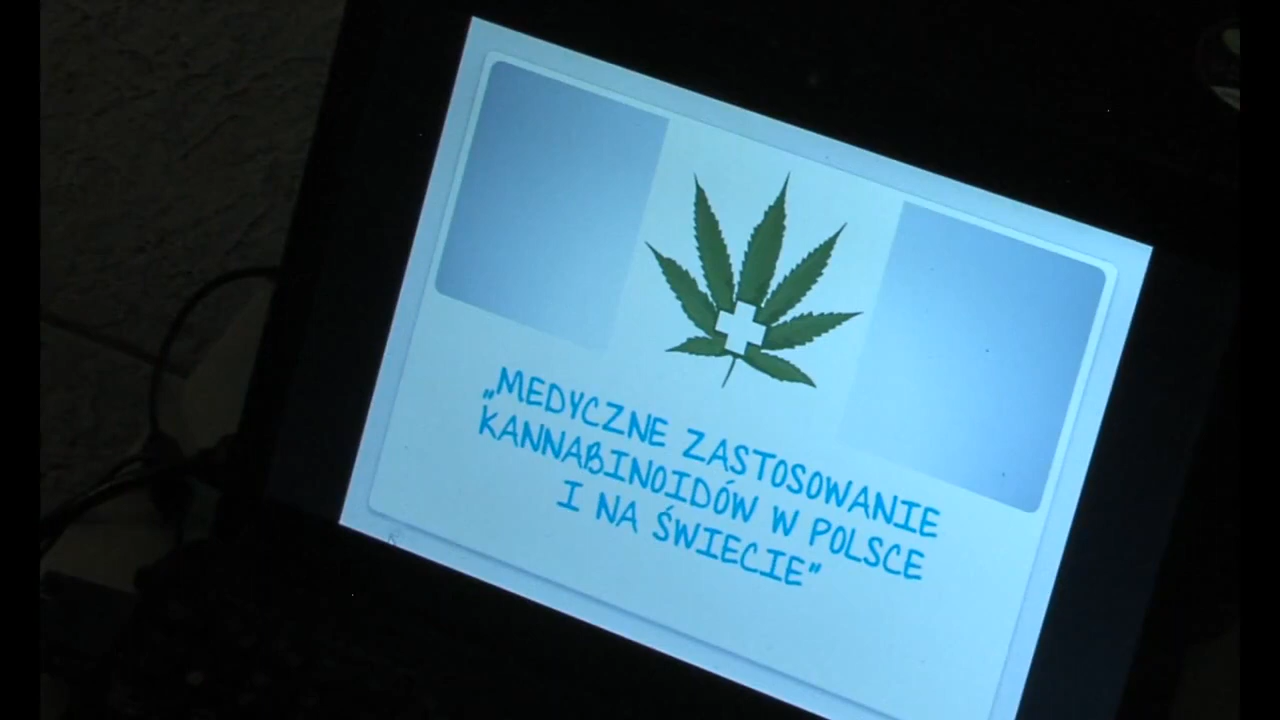 „MEDYCZNE ZASTOSOWANIE
KANNABINOIDÓW W POLSCE
I NA ŚWIECIE”